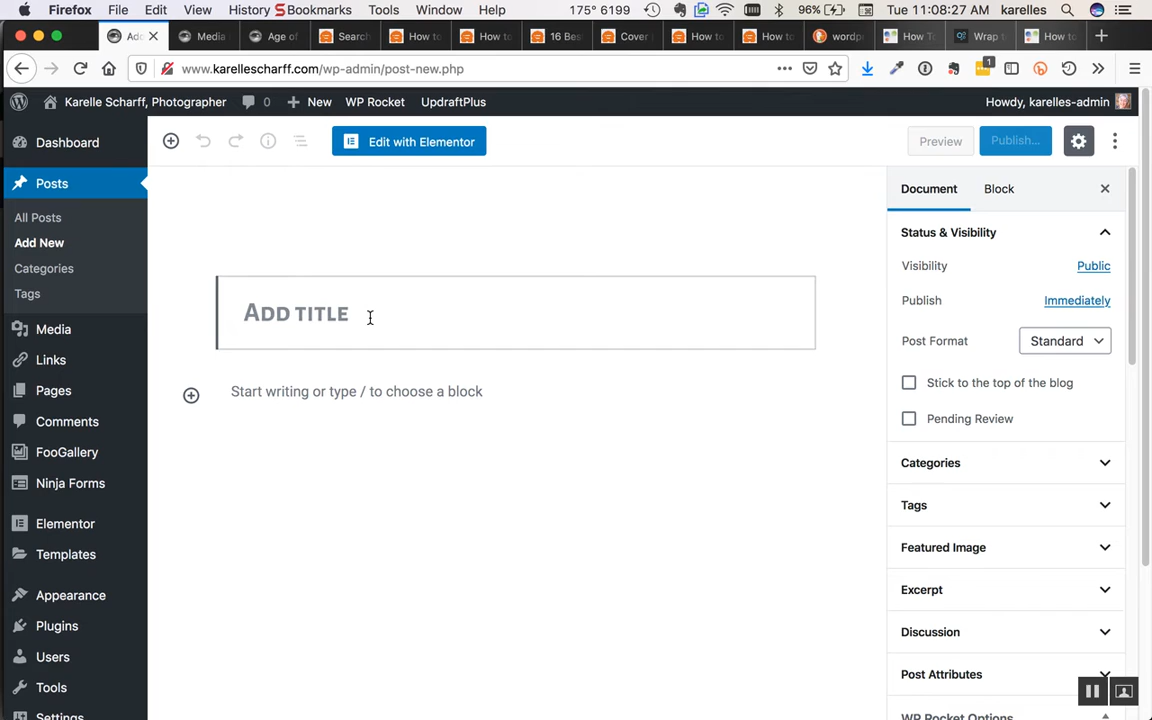 Firefox File Edit View History Bookmarks Tools Window Help 175° 6199 96% Tue 11:08:27 AM karelles
Add Media Age of Search How to How to 16 Bes Cover How to How to wordp How T Wrap t How to
www.karellescharff.com/wp-admin/post-new.php
1
Karelle Scharff, Photographer 0 New WP Rocket UpdraftPlus Howdy, karelles-admin
Dashboard
Posts
All Posts
Add New
Categories
Tags
Media
Links
Pages
Comments
FooGallery
Ninja Forms
Elementor
Templates
Appearance
Plugins
Users
Tools
Settings
Edit with Elementor Preview Publish...
Add title
Start writing or type / to choose a block
Document Block
Status & Visibility
Visibility Public
Publish Immediately
Post Format Standard
Stick to the top of the blog
Pending Review
Categories
Tags
Featured Image
Excerpt
Discussion
Post Attributes
WP Rocket Options